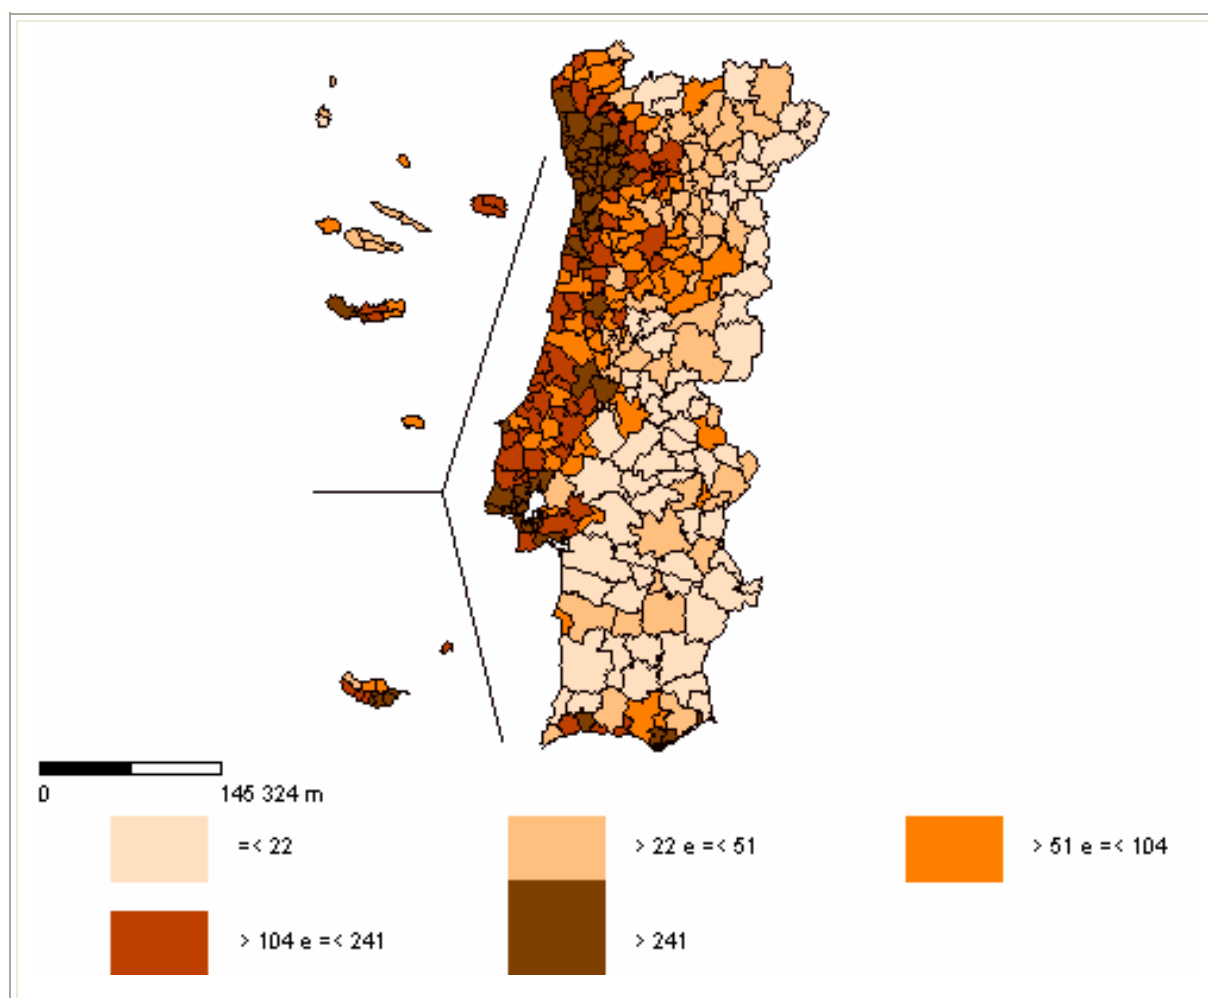 0
145 324 m
=< 22
> 22 e =< 51
> 51 e =< 104
> 104 e =< 241
> 241